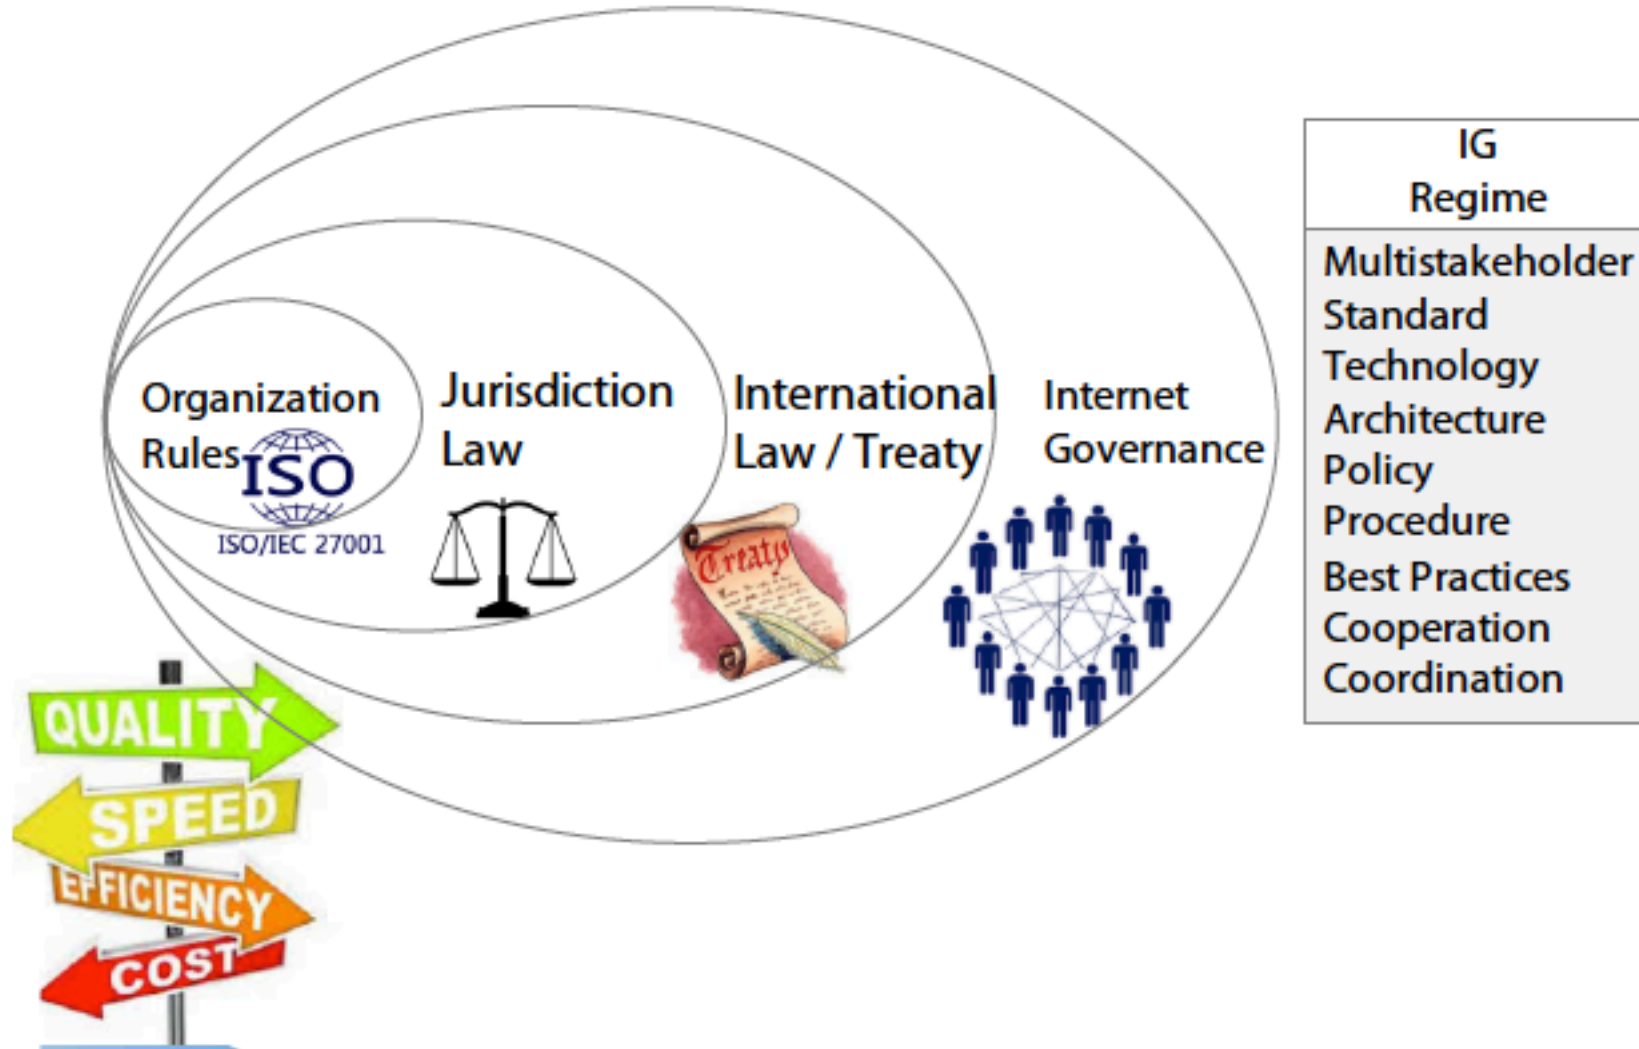 Organization
Rules
ISO
ISO/IEC 27001
Jurisdiction
Law
International
Law / Treaty
Treaty
Internet
Governance
IG
Regime
Multistakeholder
Standard
Technology
Architecture
Policy
Procedure
Best Practices
Cooperation
Coordination
QUALITY
SPEED
EFFICIENCY
COST